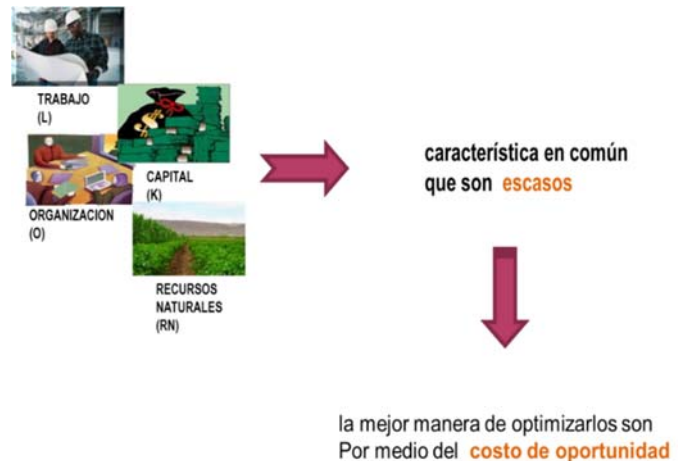 TRABAJO
(L)
CAPITAL
(K)
ORGANIZACION
(O)
RECURSOS
NATURALES
(RN)
característica en común
que son escasos
la mejor manera de optimizarlos son
Por medio del costo de oportunidad